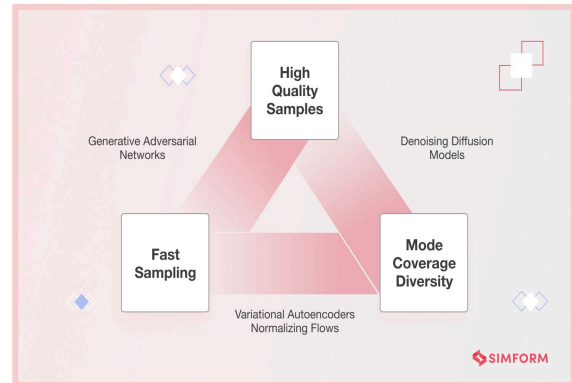 High
Quality
Samples
Generative Adversarial
Networks
Denoising Diffusion
Models
Fast
Sampling
Mode
Coverage
Diversity
Variational Autoencoders
Normalizing Flows
SIMFORM